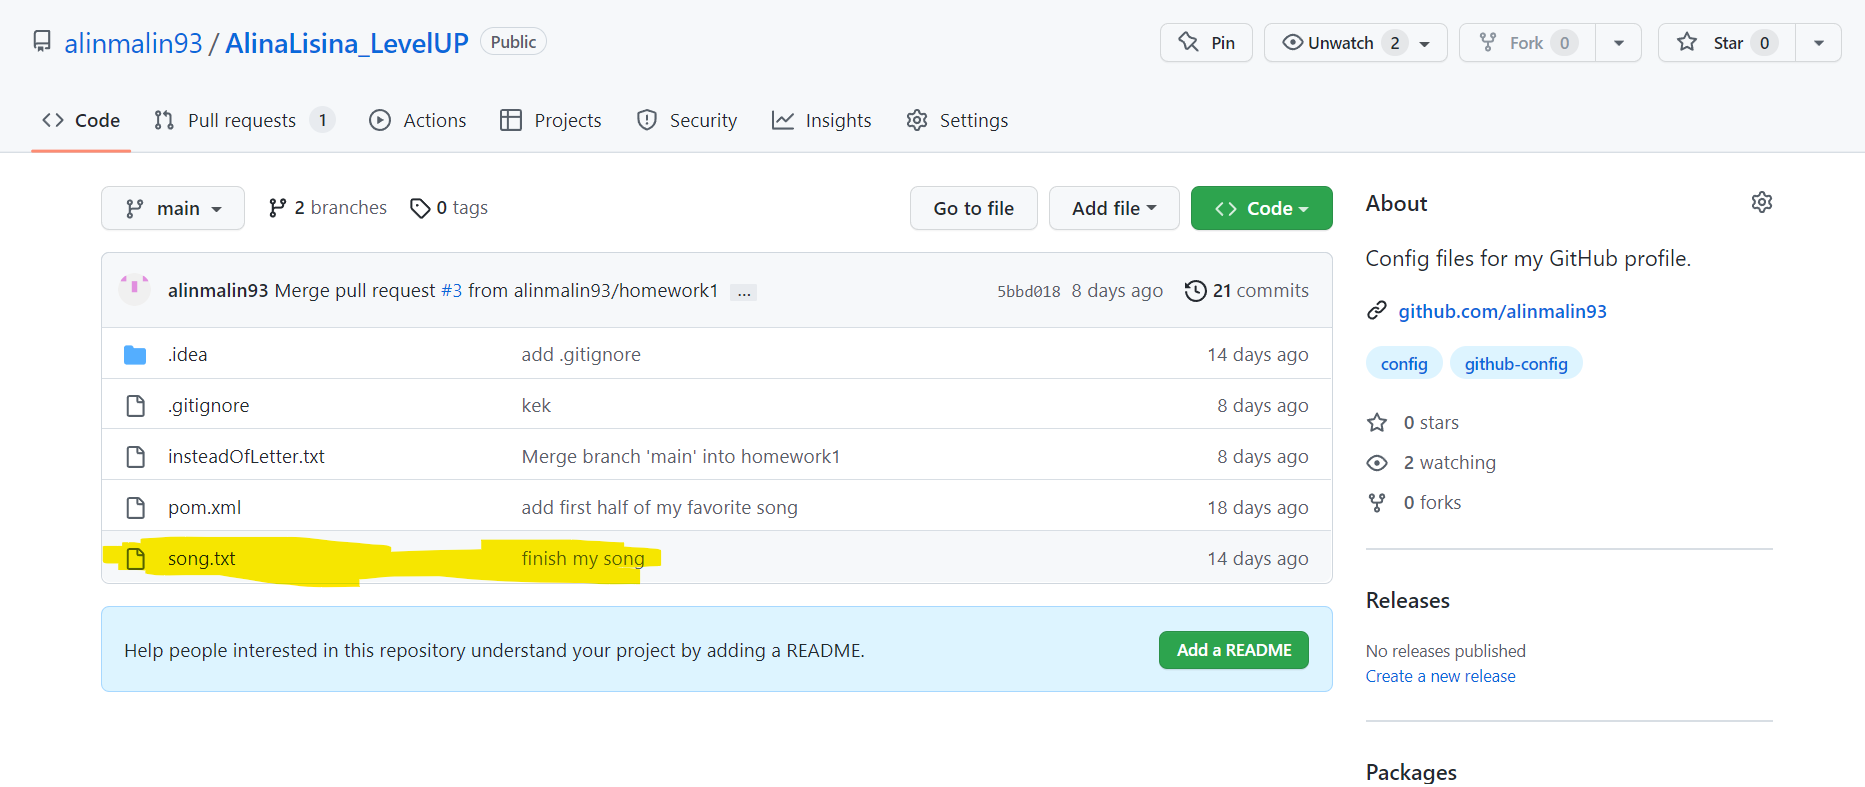 alinmalin93 / AlinaLisina_LevelUP Public
Pin Unwatch 2 Fork 0 Star 0
Code Pull requests 1 Actions Projects Security Insights Settings
main 2 branches 0 tags Go to file Add file Code
alinmalin93 Merge pull request #3 from alinmalin93/homework1 ... 5bbd018 8 days ago 21 commits
.idea add .gitignore 14 days ago
.gitignore kek 8 days ago
insteadOfLetter.txt Merge branch 'main' into homework1 8 days ago
pom.xml add first half of my favorite song 18 days ago
song.txt finish my song 14 days ago
Help people interested in this repository understand your project by adding a README. Add a README
About
Config files for my GitHub profile.
github.com/alinmalin93
config github-config
0 stars
2 watching
0 forks
Releases
No releases published
Create a new release
Packages